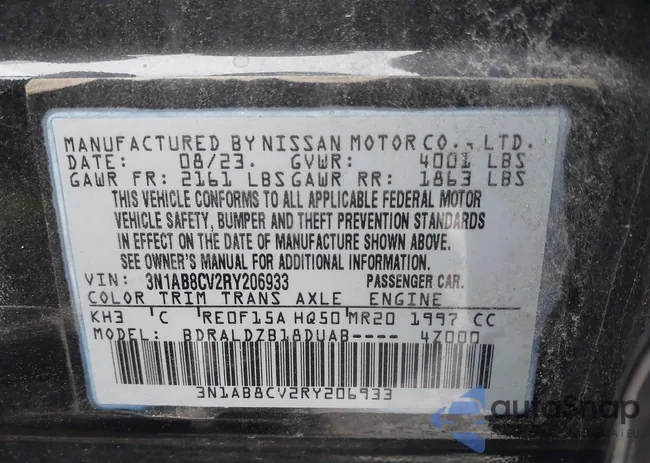 MANUFACTURED BY NISSAN MOTOR CO., LTD.
DATE: 08/23. GVWR: 4001 LBS
GAWR FR: 2161 LBS GAWR RR: 1863 LBS
THIS VEHICLE CONFORMS TO ALL APPLICABLE FEDERAL MOTOR
VEHICLE SAFETY, BUMPER AND THEFT PREVENTION STANDARDS
IN EFFECT ON THE DATE OF MANUFACTURE SHOWN ABOVE.
SEE OWNER'S MANUAL FOR ADDITIONAL INFORMATION.
VIN: 3N1AB8CV2RY206933 PASSENGER CAR.
COLOR TRIM TRANS AXLE ENGINE
KH3 'C RE0F15A HQ50 MR20 1997 CC
MODEL: BDRALDZB18DUAB---- 4Z000
3N1AB8CV2RY206933
autoSnap